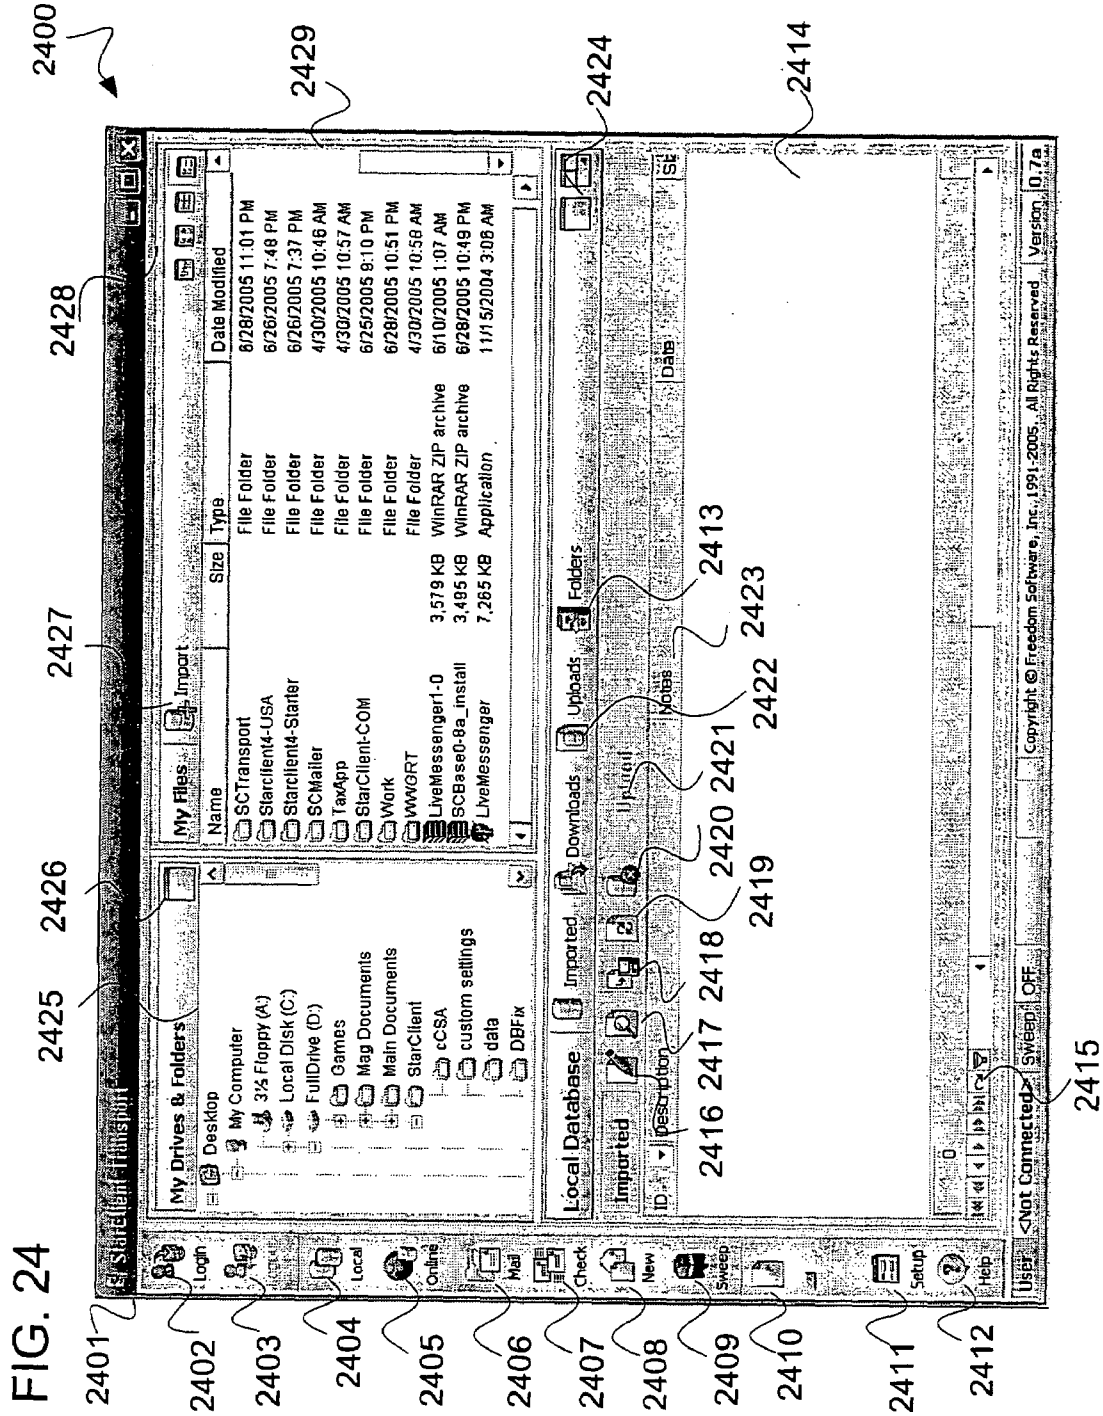 FIG. 24
2400
2401
2402
2403
2404
2405
2406
2407
2408
2409
2410
2411
2412
2425
2426
2427
2428
2429
2424
2414
StarClient Transport
Login
Local
Online
Mail
Check
New
Sweep
Setup
Help
My Drives & Folders
Desktop
My Computer
3½ Floppy (A:)
Local Disk (C:)
FullDrive (D:)
Games
Mag Documents
Main Documents
StarClient
cCSA
custom settings
data
DBFix
My Files Import
Name Size Type Date Modified
SCTransport File Folder 6/28/2005 11:01 PM
Starclient4-USA File Folder 6/26/2005 7:48 PM
Starclient4-Starter File Folder 6/26/2005 7:37 PM
SCMailer File Folder 4/30/2005 10:46 AM
TaxApp File Folder 4/30/2005 10:57 AM
StarClient-COM File Folder 6/25/2005 9:10 PM
Work File Folder 6/28/2005 10:51 PM
WWGRT File Folder 4/30/2005 10:58 AM
LiveMessenger1-0 3,579 KB WinRAR ZIP archive 6/10/2005 1:07 AM
SCBase0-8a_install 3,495 KB WinRAR ZIP archive 6/28/2005 10:49 PM
LiveMessenger 7,265 KB Application 11/15/2004 3:06 AM
Local Database Imported Downloads Uploads Folders
Imported Upmail
ID Description Notes Date St
2416 2417 2418 2419 2420 2421 2422 2423 2413
0
2415
User <Not Connected> Sweep OFF Copyright © Freedom Software, Inc., 1991-2005. All Rights Reserved Version 0.7a